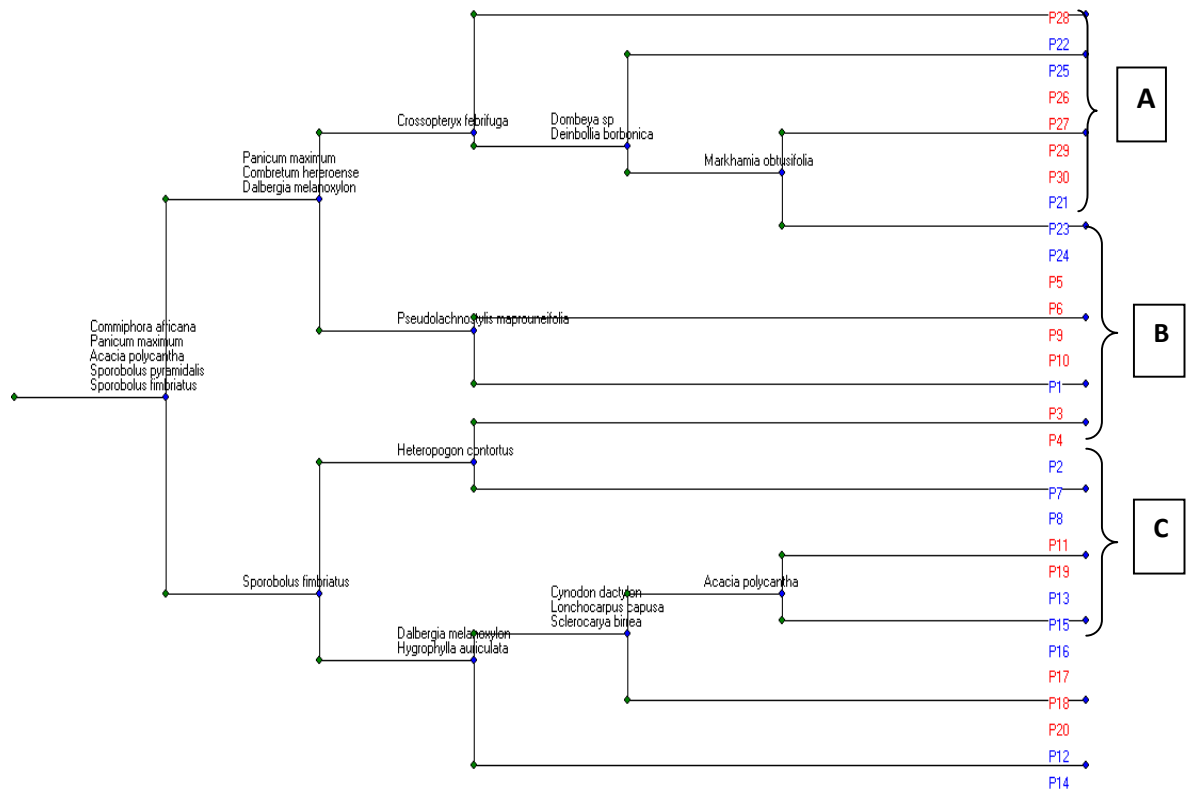 P28
P22
P25
P26
P27
P29
P30
P21
P23
P24
P5
P6
P9
P10
P1
P3
P4
P2
P7
P8
P11
P19
P13
P15
P16
P17
P18
P20
P12
P14
A
B
C
Crossopteryx febrifuga
Dombeya sp
Deinbollia borbonica
Markhamia obtusifolia
Panicum maximum
Combretum hereroense
Dalbergia melanoxylon
Pseudolachnostylis maprouneifolia
Commiphora africana
Panicum maximum
Acacia polycantha
Sporobolus pyramidalis
Sporobolus fimbriatus
Heteropogon contortus
Sporobolus fimbriatus
Cynodon dactylon
Lonchocarpus capusa
Sclerocarya birrea
Acacia polycantha
Dalbergia melanoxylon
Hygrophylla auriculata